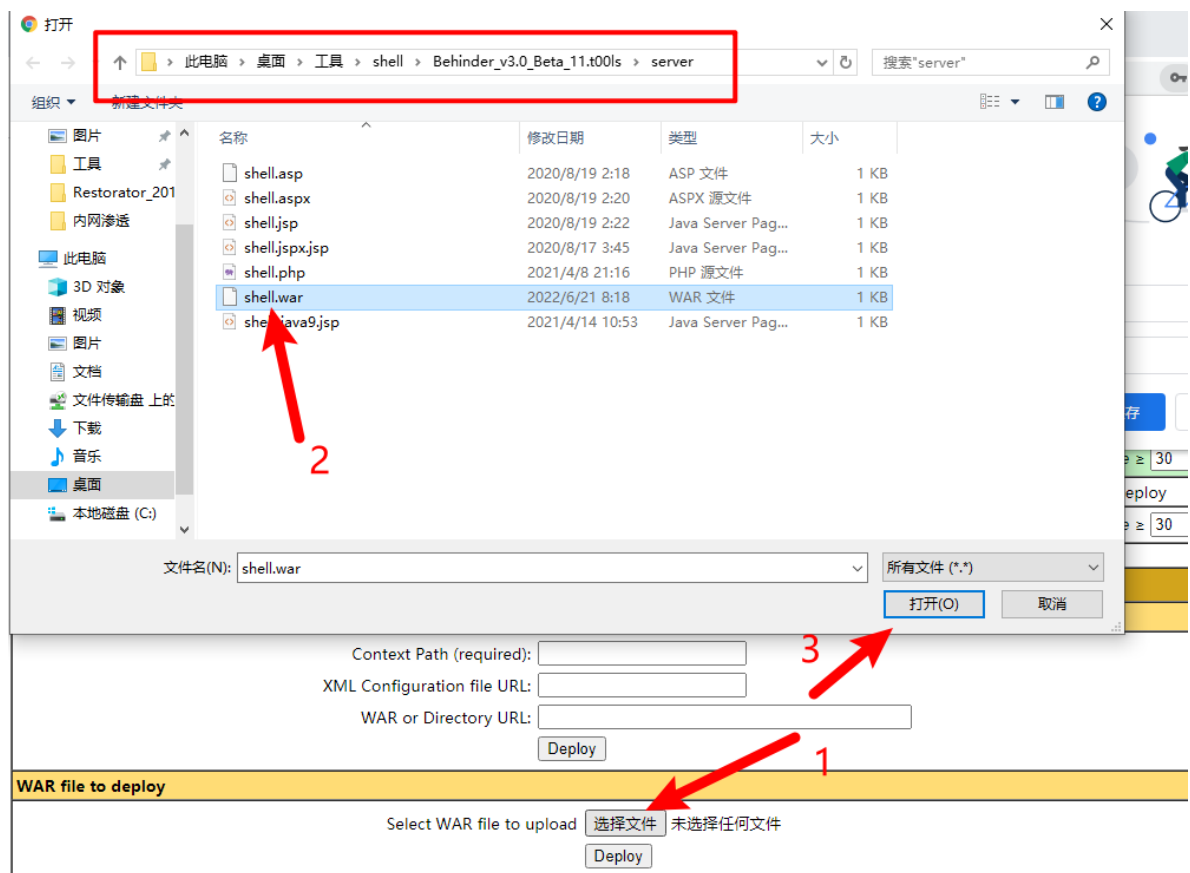 打开
此电脑 › 桌面 › 工具 › shell › Behinder_v3.0_Beta_11.t00ls › server
搜索"server"
组织 新建文件夹
名称 修改日期 类型 大小
图片
工具
Restorator_201
内网渗透
此电脑
3D 对象
视频
图片
文档
文件传输盘 上的
下载
音乐
桌面
本地磁盘 (C:)
shell.asp 2020/8/19 2:18 ASP 文件 1 KB
shell.aspx 2020/8/19 2:20 ASPX 源文件 1 KB
shell.jsp 2020/8/19 2:22 Java Server Pag... 1 KB
shell.jspx.jsp 2020/8/17 3:45 Java Server Pag... 1 KB
shell.php 2021/4/8 21:16 PHP 源文件 1 KB
shell.war 2022/6/21 8:18 WAR 文件 1 KB
java9.jsp 2021/4/14 10:53 Java Server Pag... 1 KB
2
文件名(N): shell.war 所有文件 (*.*)
打开(O) 取消
存
≥ 30
eploy
≥ 30
3
Context Path (required):
XML Configuration file URL:
WAR or Directory URL:
Deploy
1
WAR file to deploy
Select WAR file to upload 选择文件 未选择任何文件
Deploy